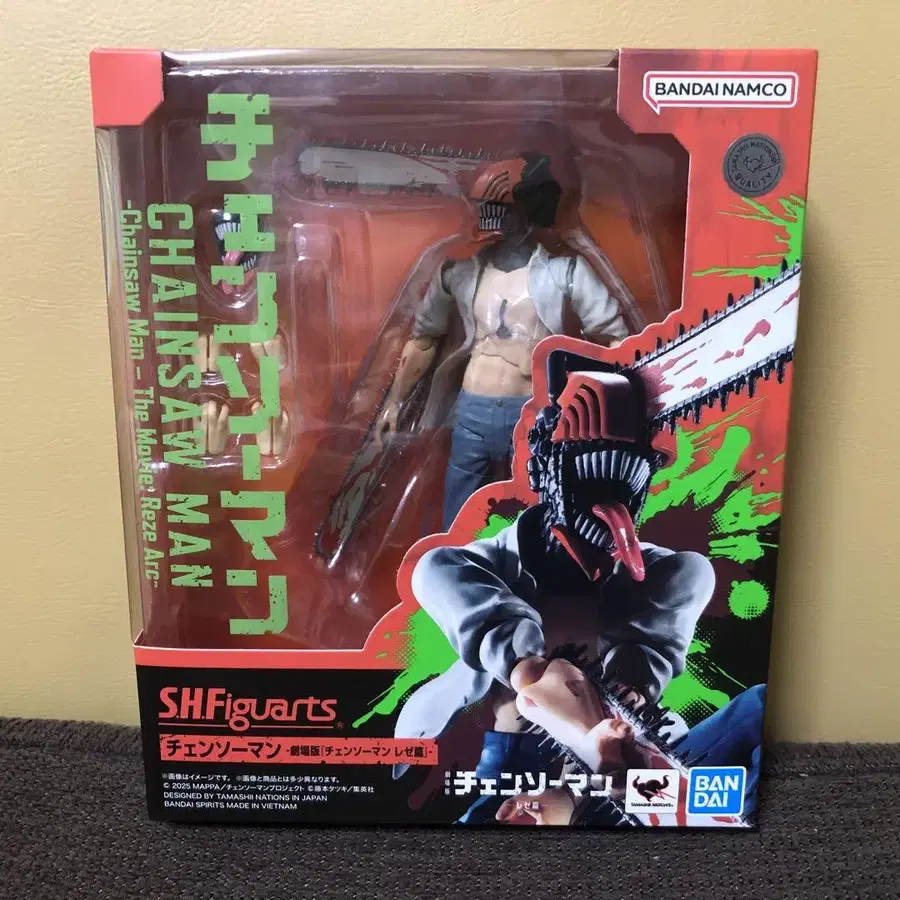 BANDAI NAMCO
TAMASHII NATIONS
QUALITY
チェンソーマン
CHAINSAW MAN
-Chainsaw Man – The Movie: Reze Arc-
S.H.Figuarts®
チェンソーマン -劇場版『チェンソーマン レゼ篇』-
※画像はイメージです。 ※画像と商品とは多少異なります。
© 2025 MAPPA/チェンソーマンプロジェクト ©藤本タツキ/集英社
DESIGNED BY TAMASHII NATIONS IN JAPAN
BANDAI SPIRITS MADE IN VIETNAM
チェンソーマン
レゼ篇
TAMASHII NATIONS
BAN
DAI